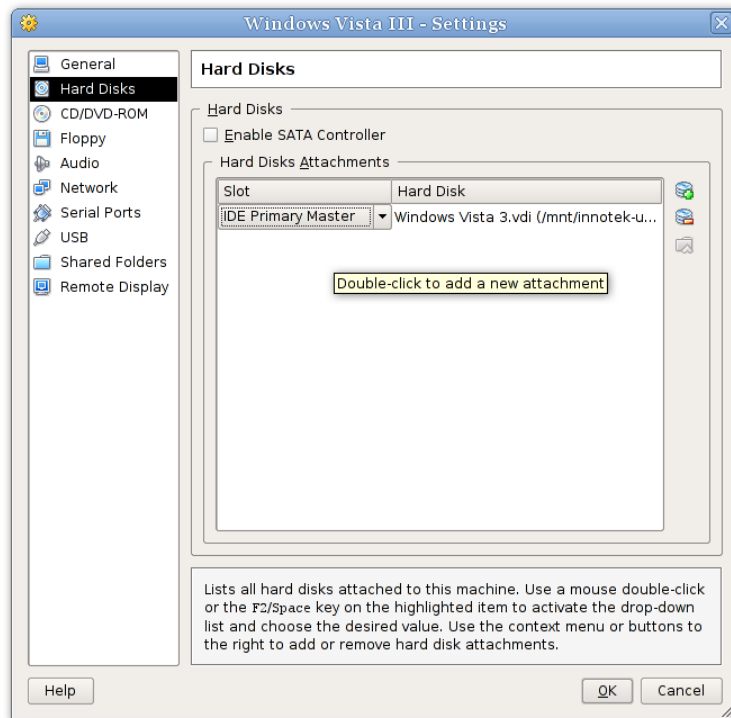 Windows Vista III - Settings
General
Hard Disks
CD/DVD-ROM
Floppy
Audio
Network
Serial Ports
USB
Shared Folders
Remote Display
Hard Disks
Hard Disks
Enable SATA Controller
Hard Disks Attachments
Slot Hard Disk
IDE Primary Master Windows Vista 3.vdi (/mnt/innotek-u...
Double-click to add a new attachment
Lists all hard disks attached to this machine. Use a mouse double-click
or the F2/Space key on the highlighted item to activate the drop-down
list and choose the desired value. Use the context menu or buttons to
the right to add or remove hard disk attachments.
Help OK Cancel